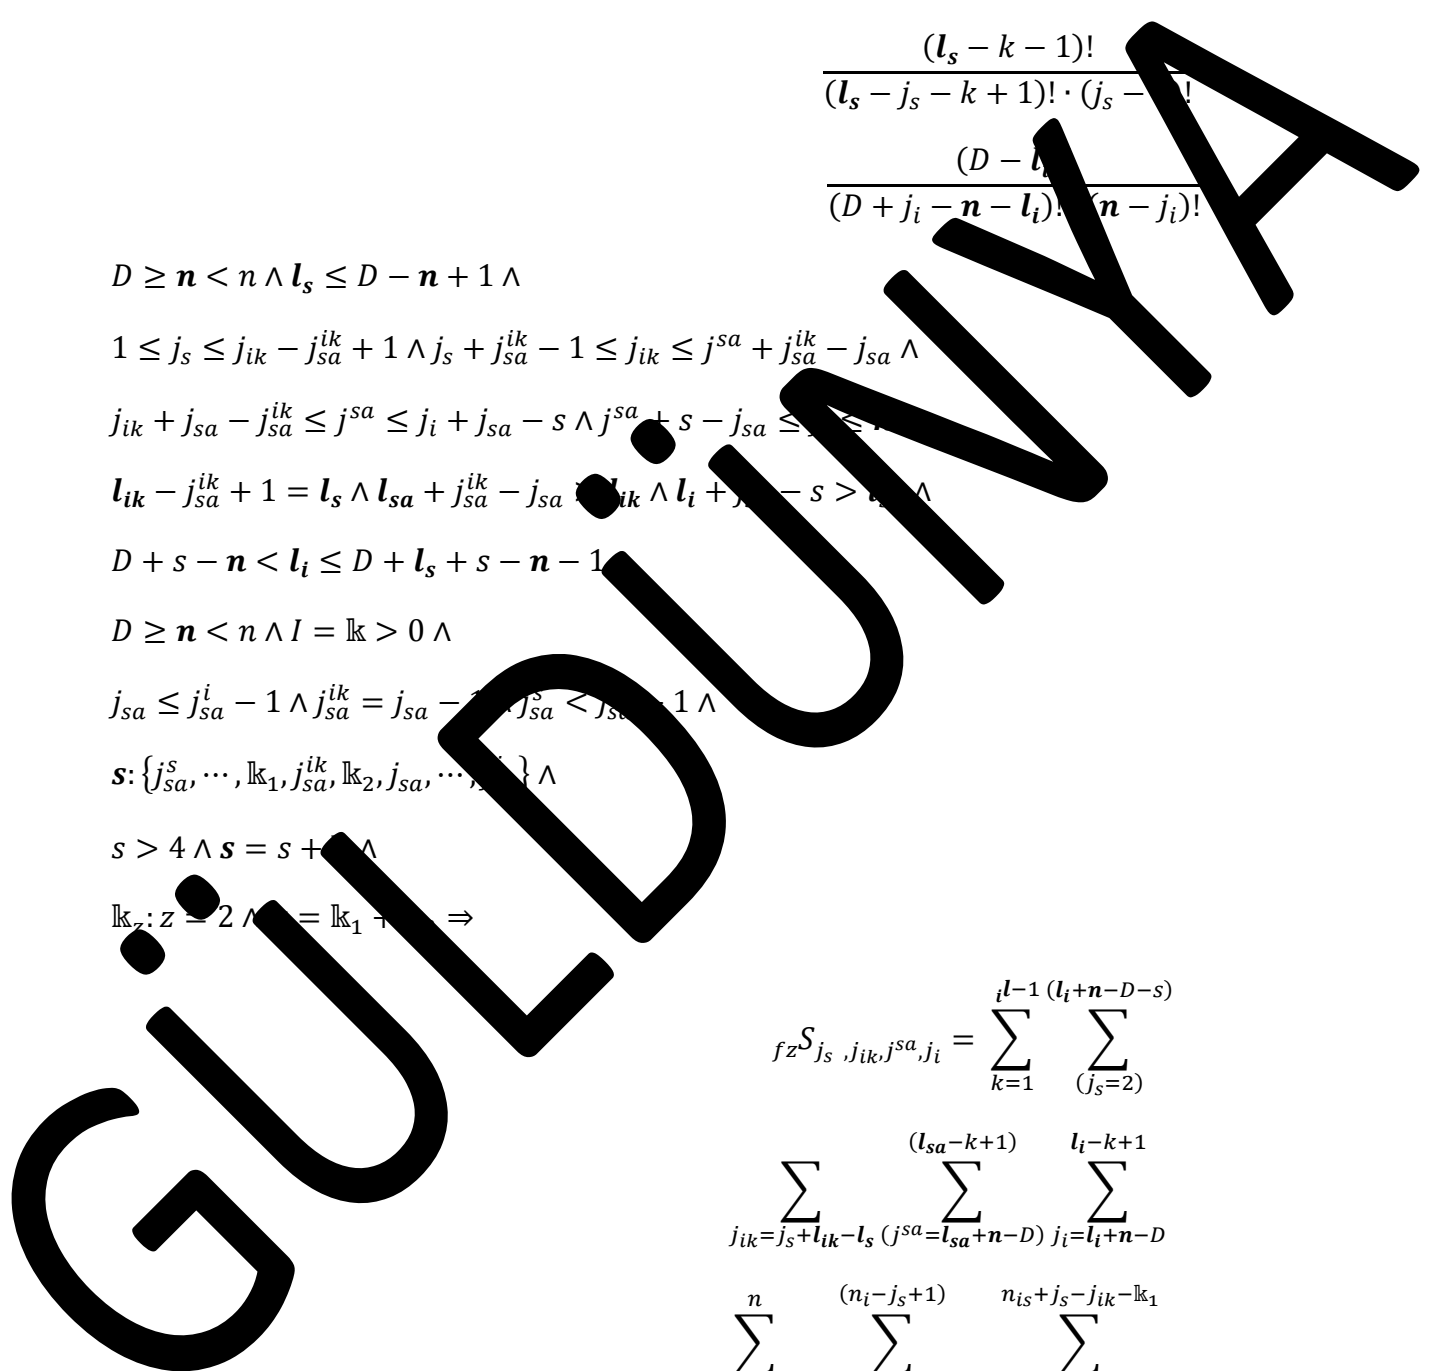 (l_s − k − 1)!
(l_s − j_s − k + 1)! · (j_s − )!
(D − l
(D + j_i − n − l_i)! (n − j_i)!
D ≥ n < n ∧ l_s ≤ D − n + 1 ∧
1 ≤ j_s ≤ j_ik − j_sa^ik + 1 ∧ j_s + j_sa^ik − 1 ≤ j_ik ≤ j^sa + j_sa^ik − j_sa ∧
j_ik + j_sa − j_sa^ik ≤ j^sa ≤ j_i + j_sa − s ∧ j^sa + s − j_sa ≤ ≤
l_ik − j_sa^ik + 1 = l_s ∧ l_sa + j_sa^ik − j_sa l_ik ∧ l_i + − s > ∧
D + s − n < l_i ≤ D + l_s + s − n − 1
D ≥ n < n ∧ I = 𝕜 > 0 ∧
j_sa ≤ j_sa^i − 1 ∧ j_sa^ik = j_sa − j_sa^s < − 1 ∧
s: {j_sa^s, ⋯ , 𝕜_1, j_sa^ik, 𝕜_2, j_sa, ⋯ , } ∧
s > 4 ∧ s = s + ∧
𝕜_z: z = 2 ∧ = 𝕜_1 + ⇒
GÜLDÜNYA
_fz S_{j_s ,j_ik,j^sa,j_i} = ∑_{k=1}^{_i l−1} ∑_{(j_s=2)}^{(l_i+n−D−s)}
∑_{j_ik=j_s+l_ik−l_s} ∑_{(j^sa=l_sa+n−D)}^{(l_sa−k+1)} ∑_{j_i=l_i+n−D}^{l_i−k+1}
∑^{n} ∑^{(n_i−j_s+1)} ∑^{n_is+j_s−j_ik−𝕜_1}